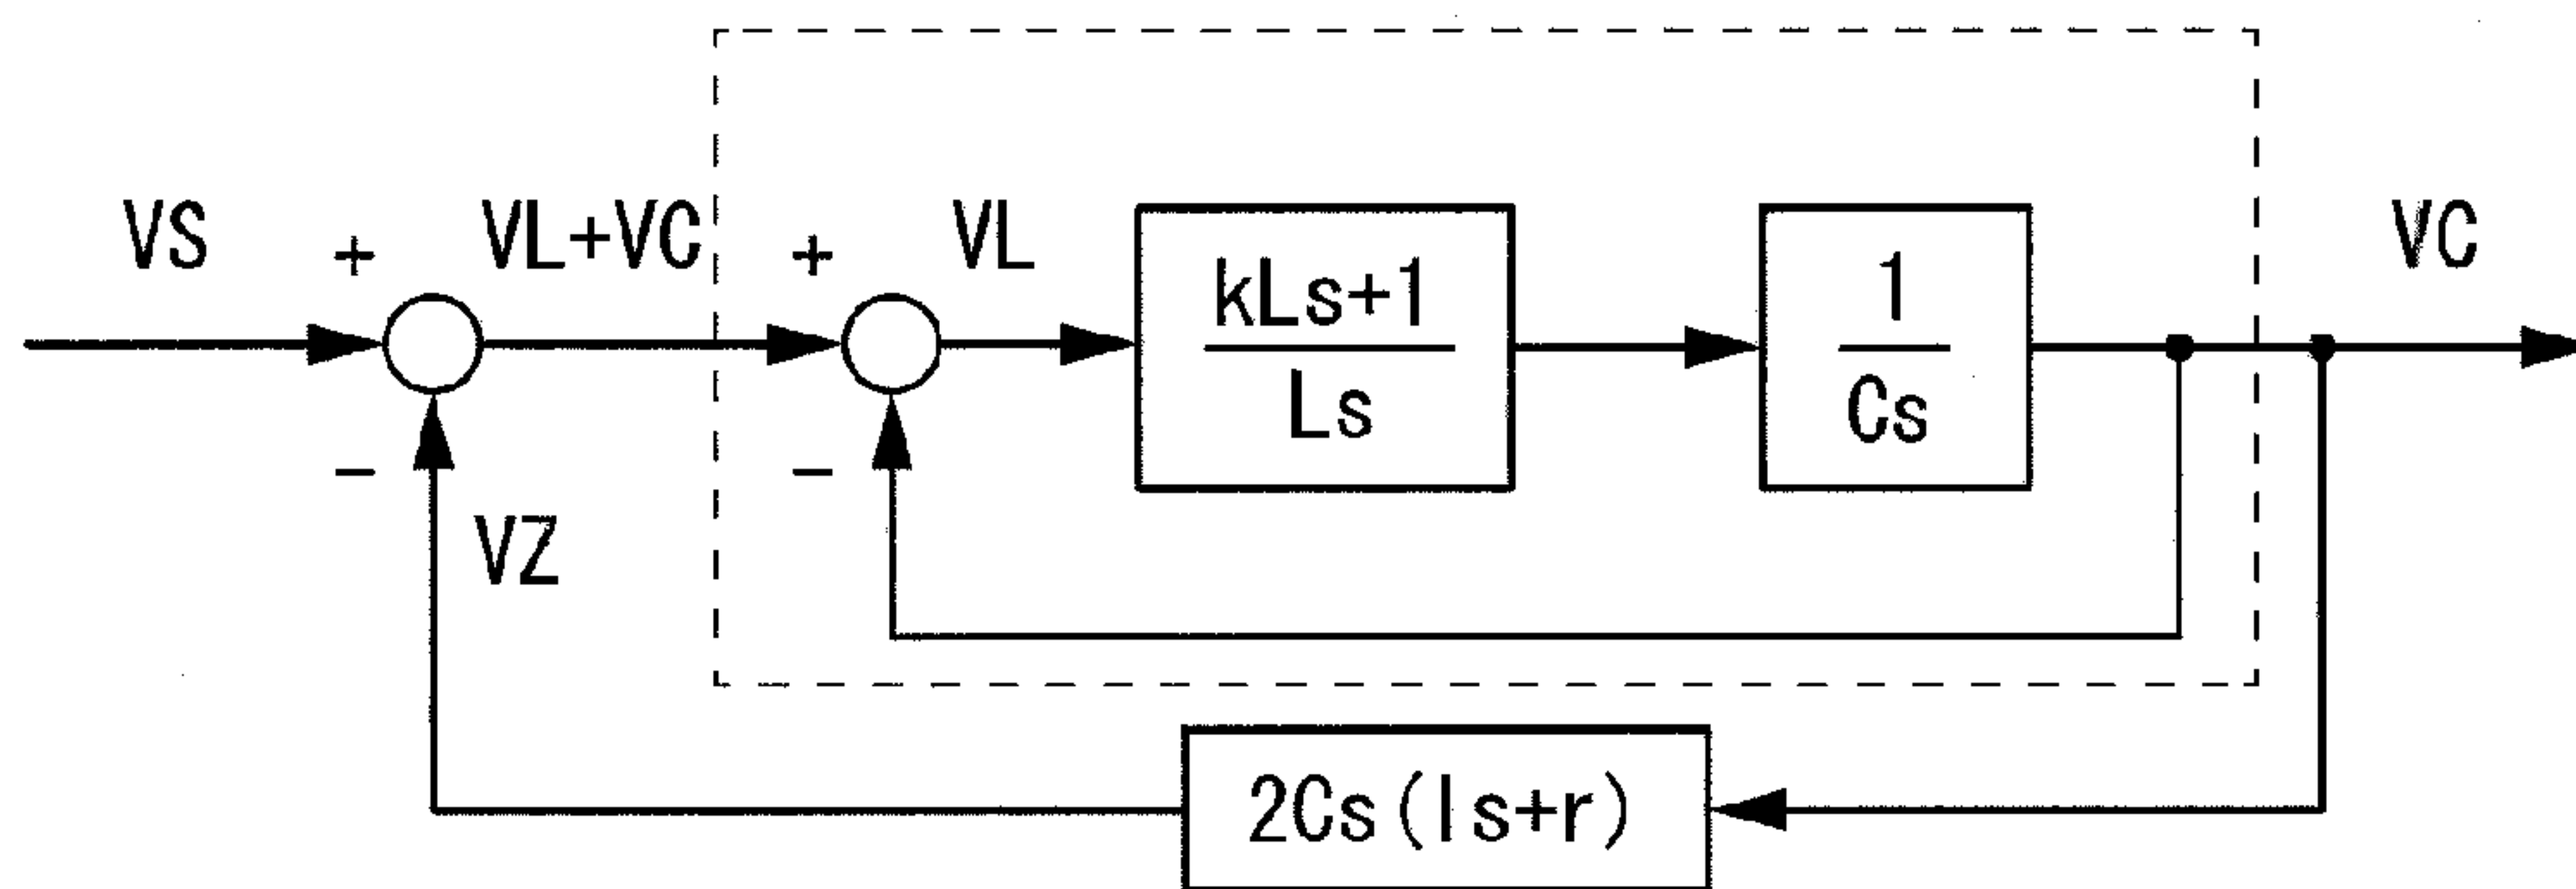 VS
+
-
VL+VC
+
-
VL
kLs+1
Ls
1
Cs
VC
VZ
2Cs(ls+r)